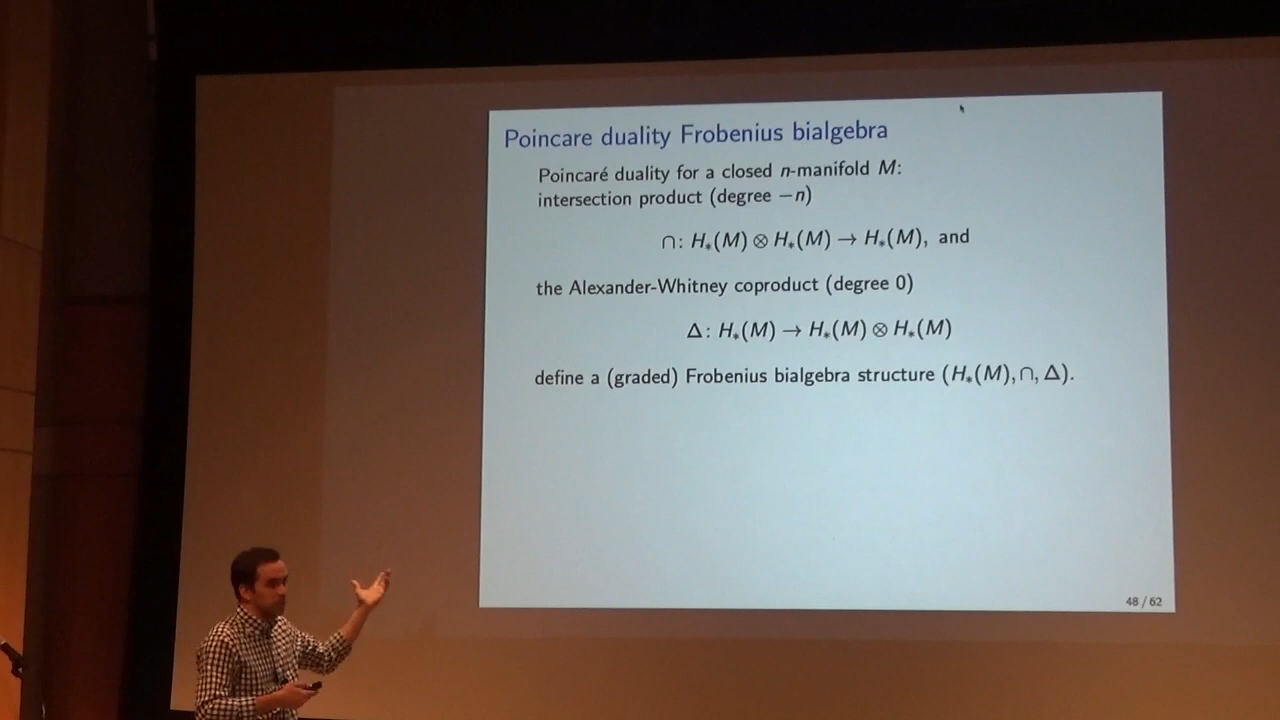 Poincare duality Frobenius bialgebra
Poincaré duality for a closed n-manifold M:
intersection product (degree −n)
∩: H∗(M) ⊗ H∗(M) → H∗(M), and
the Alexander-Whitney coproduct (degree 0)
Δ: H∗(M) → H∗(M) ⊗ H∗(M)
define a (graded) Frobenius bialgebra structure (H∗(M), ∩, Δ).
48 / 62